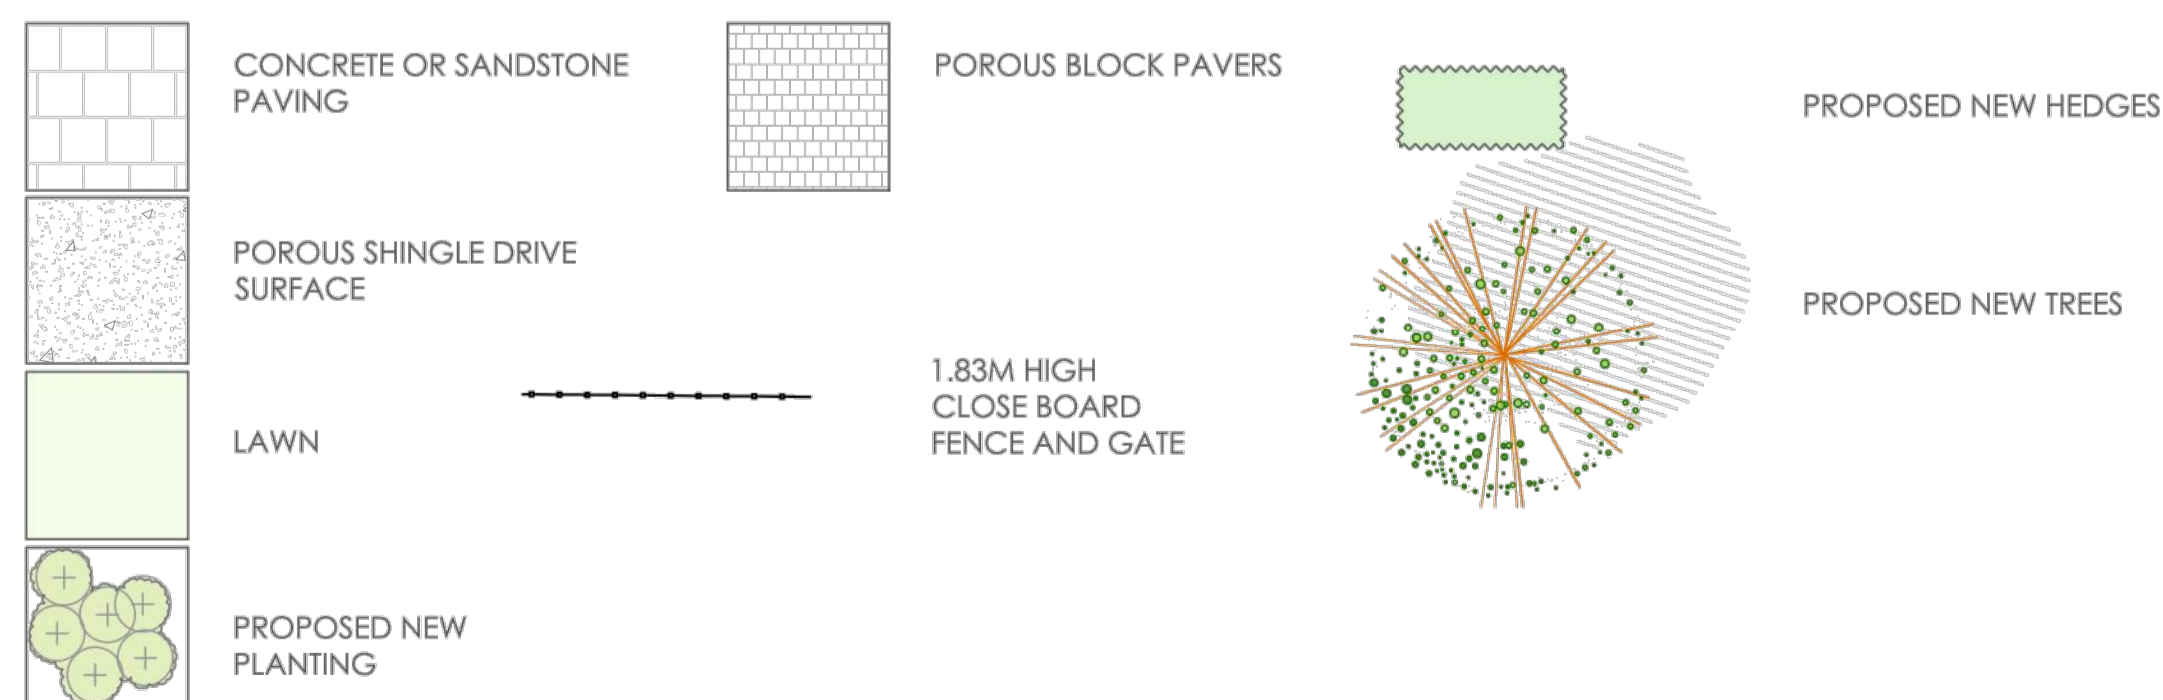 CONCRETE OR SANDSTONE
PAVING
POROUS SHINGLE DRIVE
SURFACE
LAWN
PROPOSED NEW
PLANTING
POROUS BLOCK PAVERS
1.83M HIGH
CLOSE BOARD
FENCE AND GATE
PROPOSED NEW HEDGES
PROPOSED NEW TREES